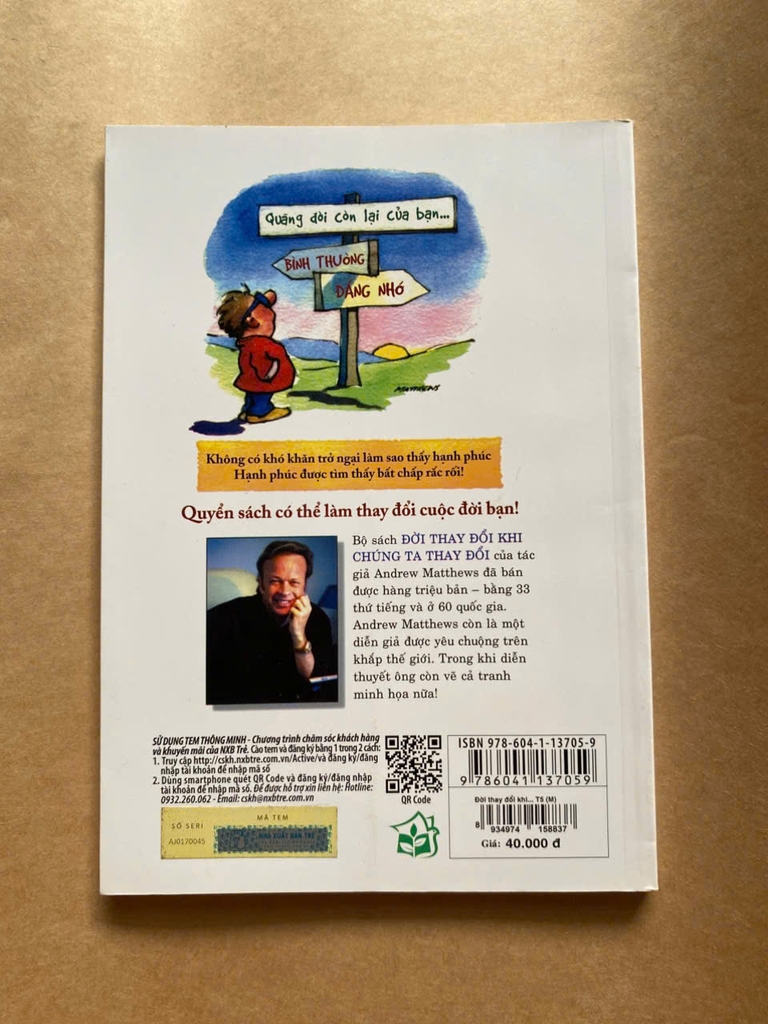 Quãng đời còn lại của bạn...
BÌNH THƯỜNG
ĐÁNG NHỚ
MATTHEWS
Không có khó khăn trở ngại làm sao thấy hạnh phúc
Hạnh phúc được tìm thấy bất chấp rắc rối!
Quyển sách có thể làm thay đổi cuộc đời bạn!
Bộ sách ĐỜI THAY ĐỔI KHI
CHÚNG TA THAY ĐỔI của tác
giả Andrew Matthews đã bán
được hàng triệu bản – bằng 33
thứ tiếng và ở 60 quốc gia.
Andrew Matthews còn là một
diễn giả được yêu chuộng trên
khắp thế giới. Trong khi diễn
thuyết ông còn vẽ cả tranh
minh họa nữa!
SỬ DỤNG TEM THÔNG MINH - Chương trình chăm sóc khách hàng
và khuyến mãi của NXB Trẻ. Cào tem và đăng ký bằng 1 trong 2 cách:
1. Truy cập http://cskh.nxbtre.com.vn/Active/và đăng ký/đăng
nhập tài khoản để nhập mã số
2. Dùng smartphone quét QR Code và đăng ký/đăng nhập
tài khoản để nhập mã số. Để được hỗ trợ xin liên hệ: Hotline:
0932.260.062 - Email: cskh@nxbtre.com.vn
QR Code
SỐ SERI
AJ0170045
MÃ TEM
NHÀ XUẤT BẢN TRẺ
ISBN 978-604-1-13705-9
9 786041 137059
Đời thay đổi khi... T5 (M)
8 934974 158837
Giá: 40.000 đ